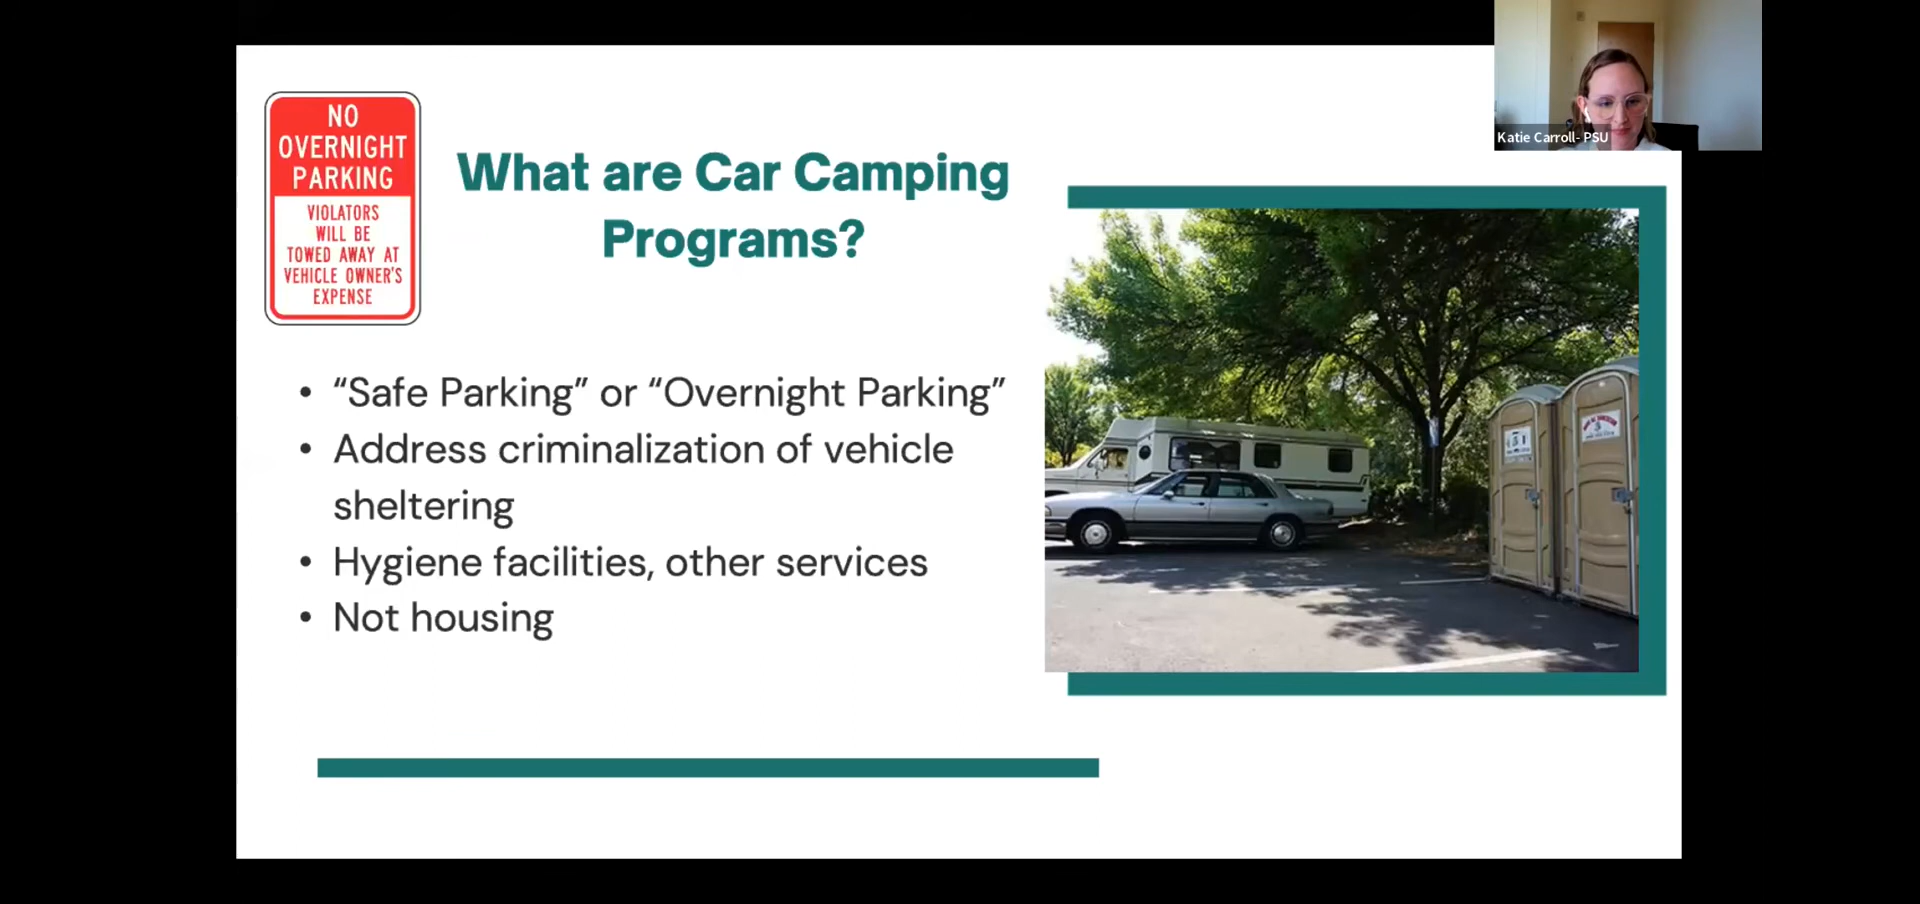 Katie Carroll- PSU
NO
OVERNIGHT
PARKING
VIOLATORS
WILL BE
TOWED AWAY AT
VEHICLE OWNER'S
EXPENSE
What are Car Camping
Programs?
• “Safe Parking” or “Overnight Parking”
• Address criminalization of vehicle
sheltering
• Hygiene facilities, other services
• Not housing